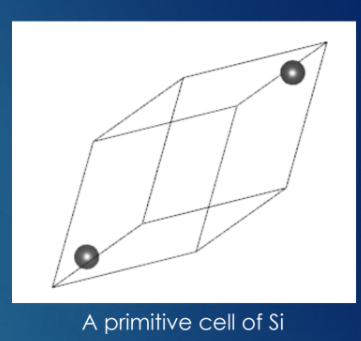 A primitive cell of Si